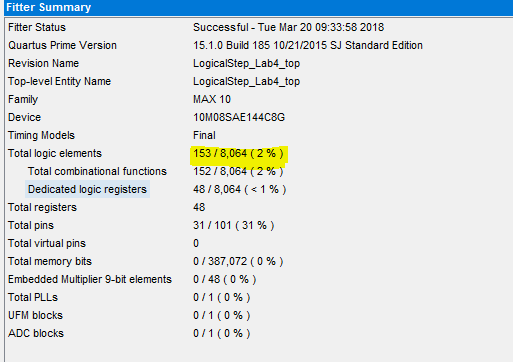 Fitter Summary
Fitter Status Successful - Tue Mar 20 09:33:58 2018
Quartus Prime Version 15.1.0 Build 185 10/21/2015 SJ Standard Edition
Revision Name LogicalStep_Lab4_top
Top-level Entity Name LogicalStep_Lab4_top
Family MAX 10
Device 10M08SAE144C8G
Timing Models Final
Total logic elements 153 / 8,064 ( 2 % )
Total combinational functions 152 / 8,064 ( 2 % )
Dedicated logic registers 48 / 8,064 ( < 1 % )
Total registers 48
Total pins 31 / 101 ( 31 % )
Total virtual pins 0
Total memory bits 0 / 387,072 ( 0 % )
Embedded Multiplier 9-bit elements 0 / 48 ( 0 % )
Total PLLs 0 / 1 ( 0 % )
UFM blocks 0 / 1 ( 0 % )
ADC blocks 0 / 1 ( 0 % )